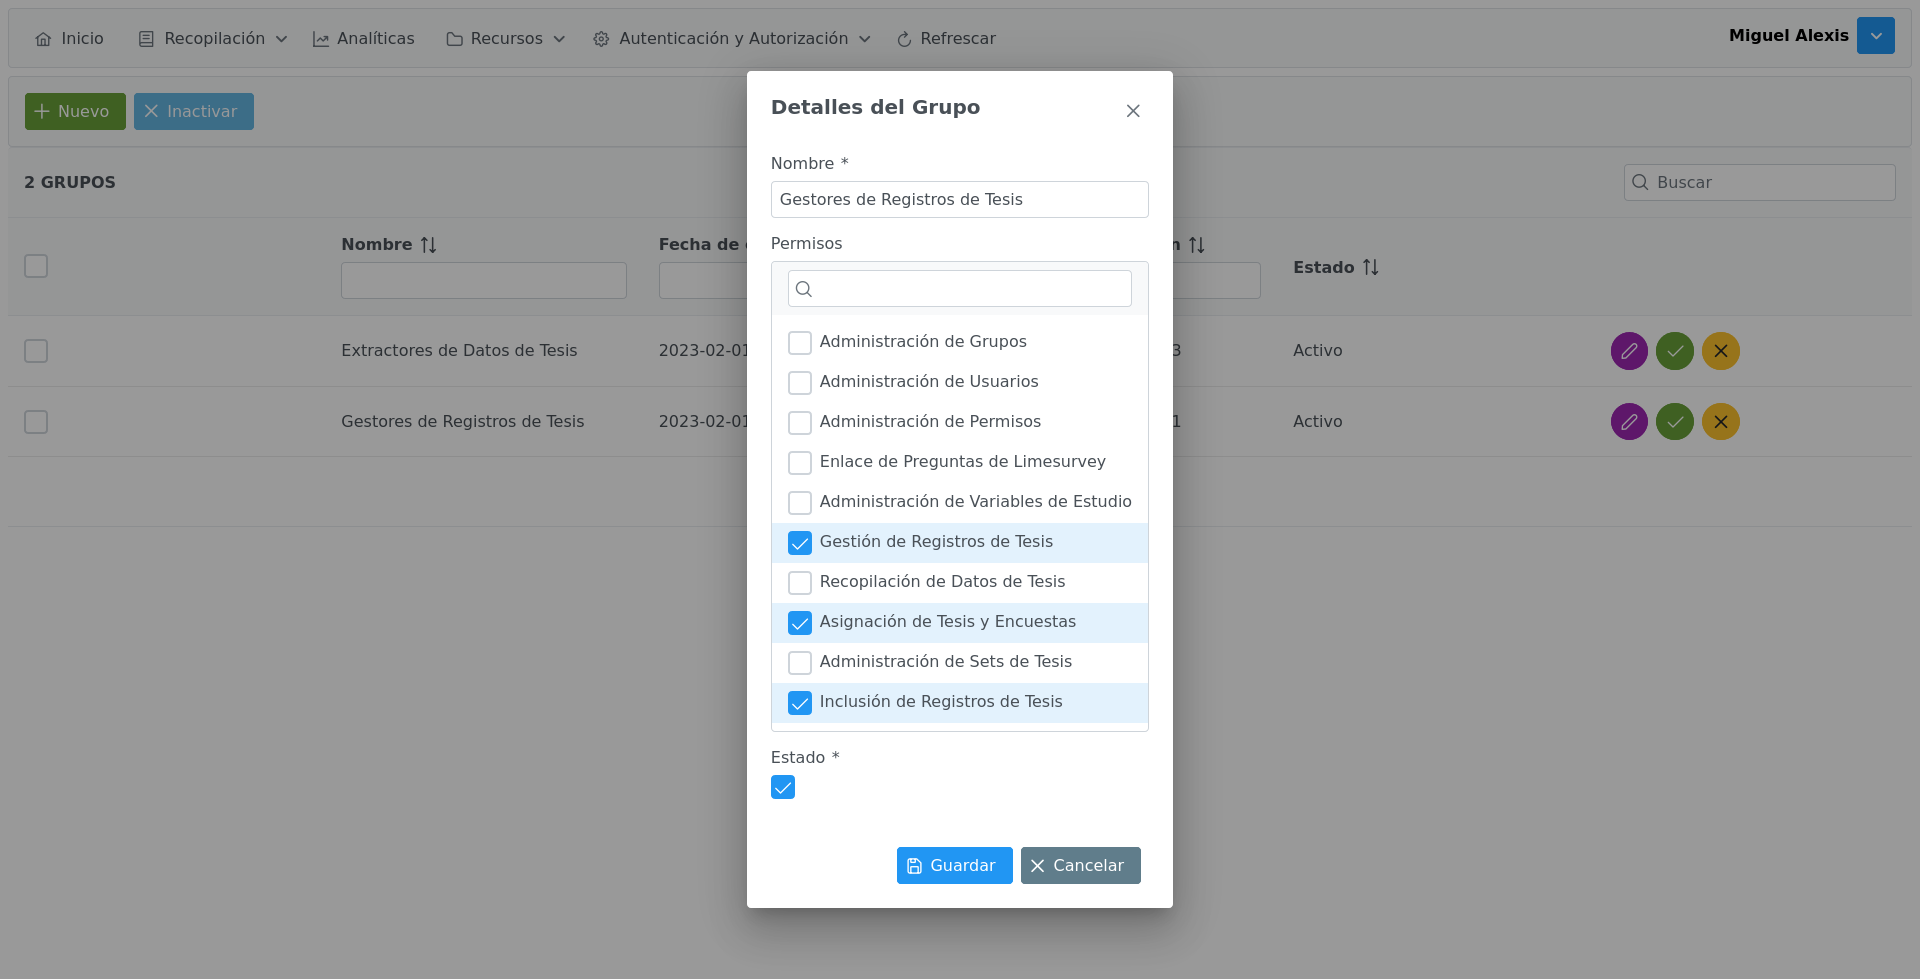 Inicio
Recopilación
Analíticas
Recursos
Autenticación y Autorización
Refrescar
Miguel Alexis
Nuevo
Inactivar
2 GRUPOS
Buscar
Nombre
Fecha de
Estado
Extractores de Datos de Tesis
2023-02-01
3
Activo
Gestores de Registros de Tesis
2023-02-01
1
Activo
Detalles del Grupo
Nombre *
Gestores de Registros de Tesis
Permisos
Administración de Grupos
Administración de Usuarios
Administración de Permisos
Enlace de Preguntas de Limesurvey
Administración de Variables de Estudio
Gestión de Registros de Tesis
Recopilación de Datos de Tesis
Asignación de Tesis y Encuestas
Administración de Sets de Tesis
Inclusión de Registros de Tesis
Estado *
Guardar
Cancelar